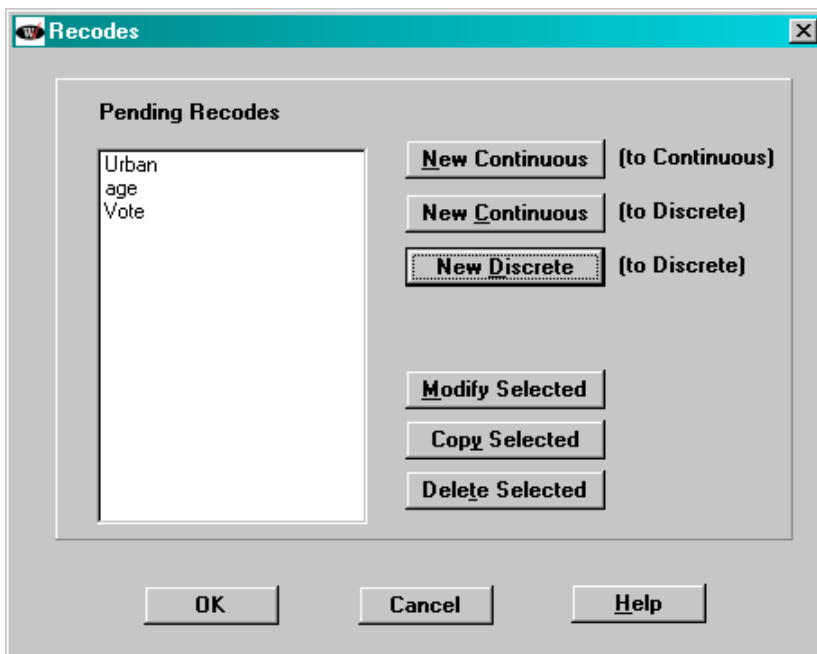 Recodes
Pending Recodes
Urban
age
Vote
New Continuous (to Continuous)
New Continuous (to Discrete)
New Discrete (to Discrete)
Modify Selected
Copy Selected
Delete Selected
OK Cancel Help